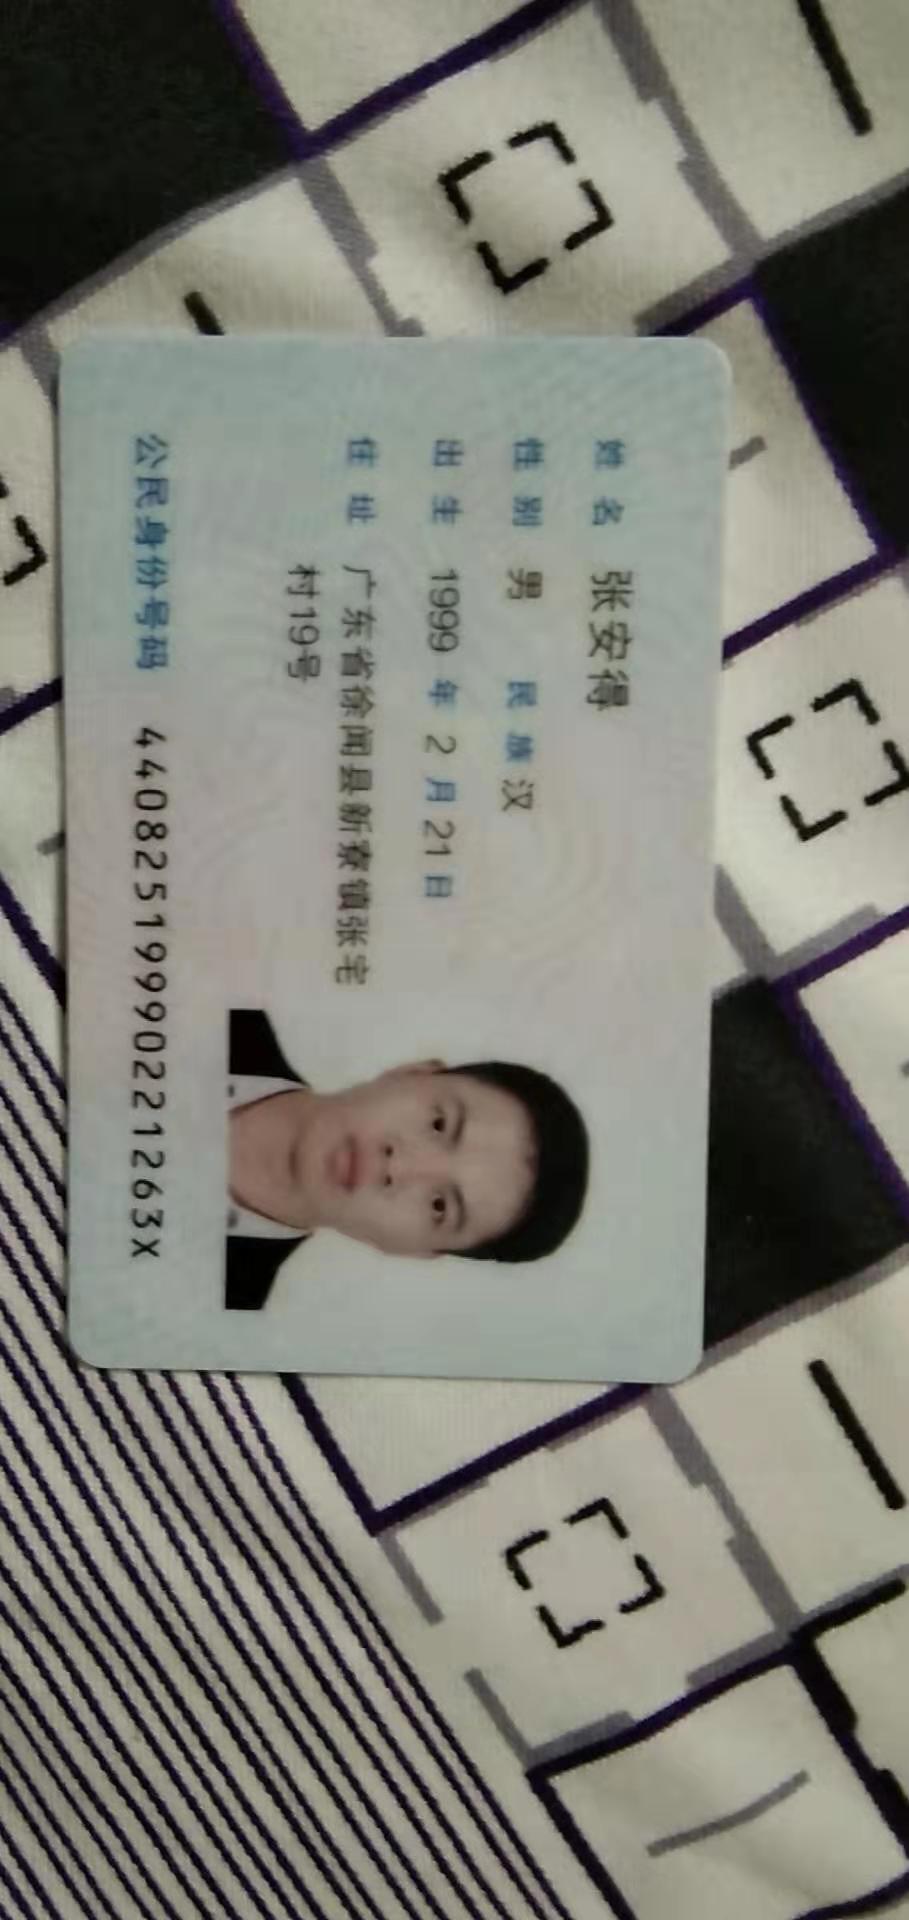 姓名 张安得
性别 男 民族 汉
出生 1999 年 2 月 21 日
住址 广东省徐闻县新寮镇张宅
村19号
公民身份号码 44082519990221263X